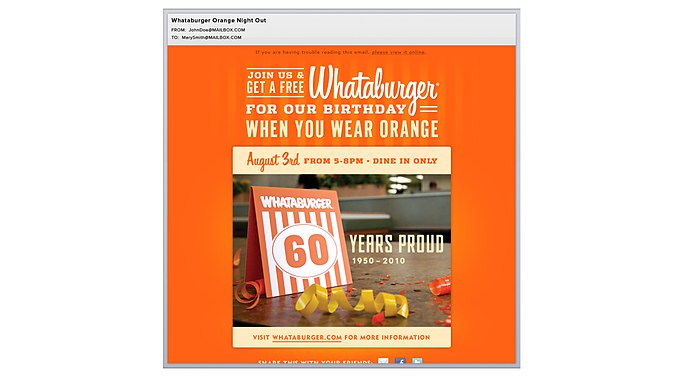 Whataburger Orange Night Out
FROM: JohnDoe@MAILBOX.COM
TO: MarySmith@MAILBOX.COM
If you are having trouble reading this email, please view it online.
JOIN US &
GET A FREE Whataburger®
FOR OUR BIRTHDAY
WHEN YOU WEAR ORANGE
August 3rd FROM 5-8PM • DINE IN ONLY
WHATABURGER
60
YEARS PROUD
1950–2010
VISIT WHATABURGER.COM FOR MORE INFORMATION
SHARE THIS WITH YOUR FRIENDS: